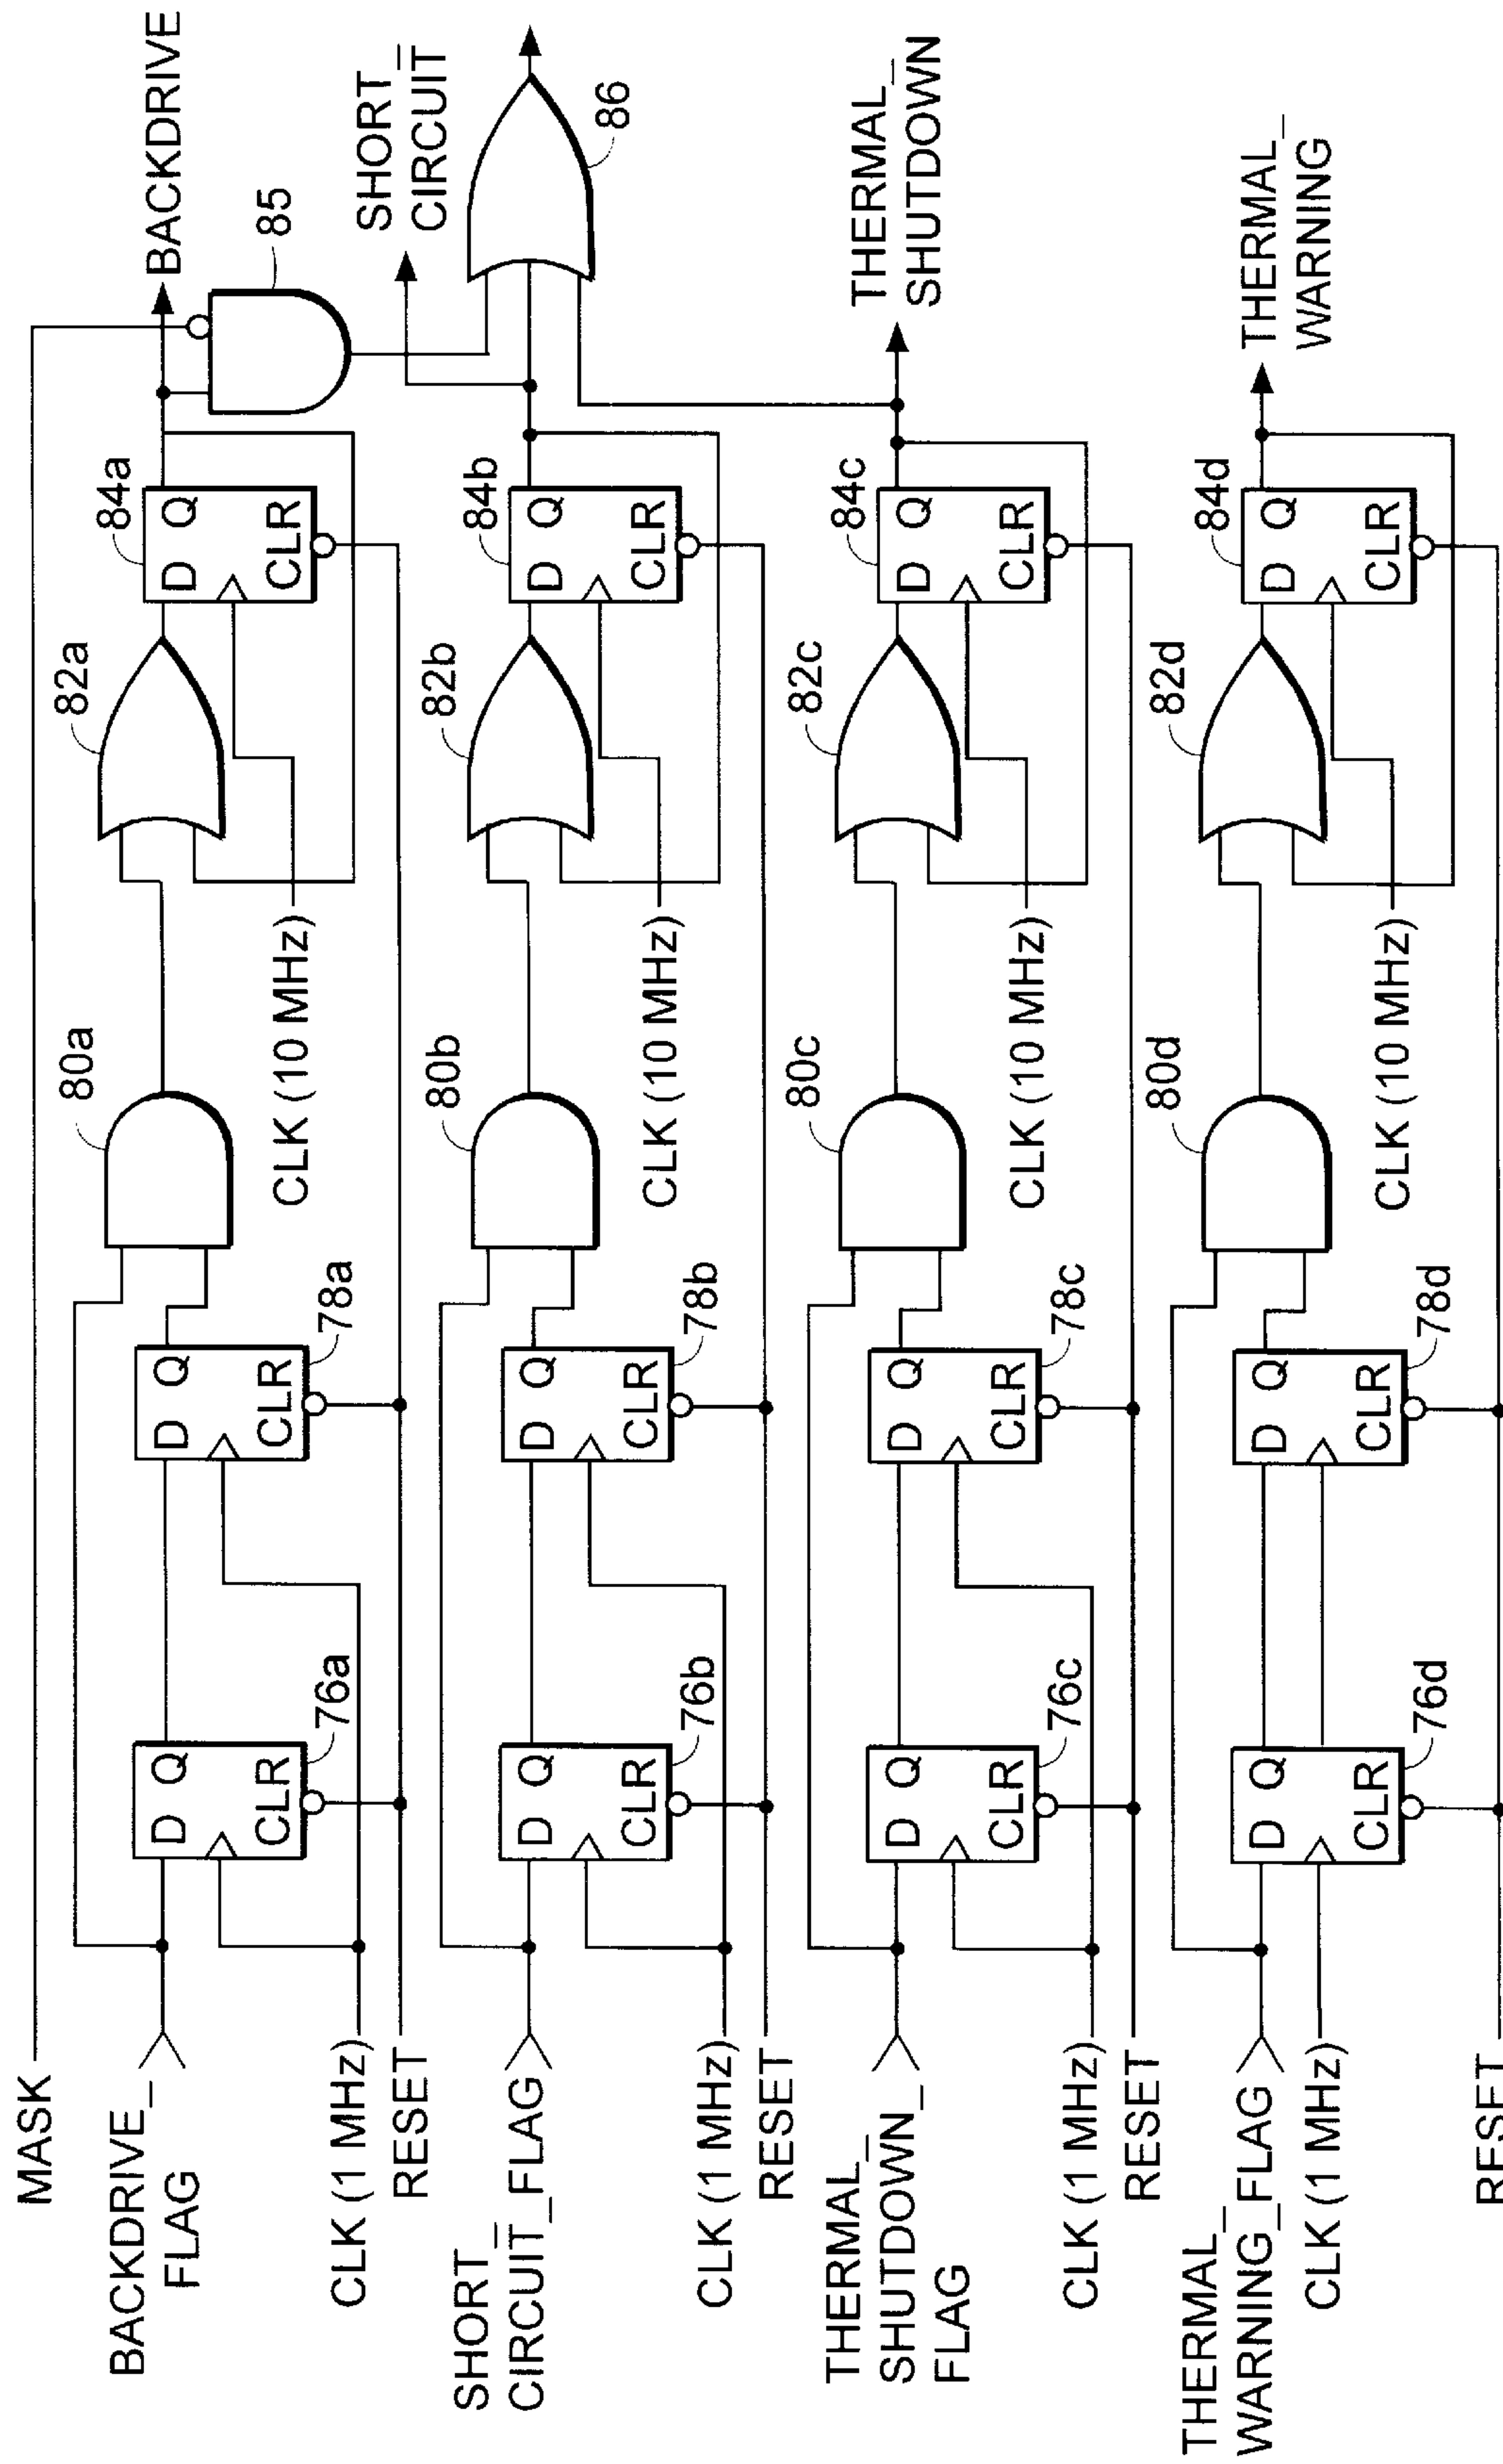 MASK
BACKDRIVE_
FLAG
CLK (1 MHz)
RESET
76a
D Q
CLR
78a
D Q
CLR
80a
CLK (10 MHz)
82a
84a
D Q
CLR
85
BACKDRIVE
SHORT_
CIRCUIT_FLAG
CLK (1 MHz)
RESET
76b
D Q
CLR
78b
D Q
CLR
80b
CLK (10 MHz)
82b
84b
D Q
CLR
SHORT_
CIRCUIT
86
THERMAL_
SHUTDOWN_
FLAG
CLK (1 MHz)
RESET
76c
D Q
CLR
78c
D Q
CLR
80c
CLK (10 MHz)
82c
84c
D Q
CLR
THERMAL_
SHUTDOWN
THERMAL_
WARNING_FLAG
CLK (1 MHz)
RESET
76d
D Q
CLR
78d
D Q
CLR
80d
CLK (10 MHz)
82d
84d
D Q
CLR
THERMAL_
WARNING